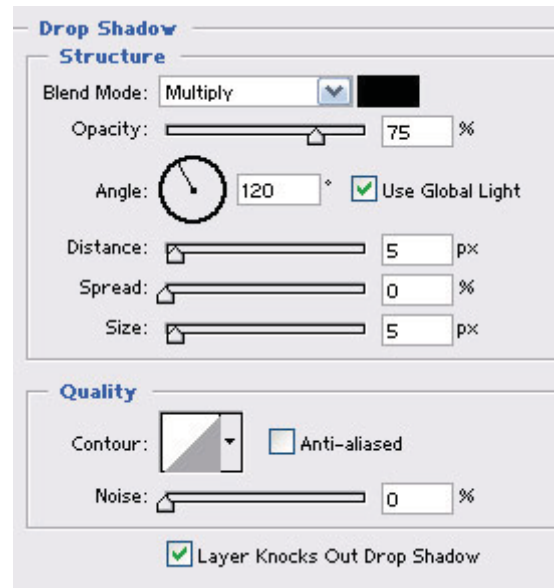 Drop Shadow
Structure
Blend Mode: Multiply
Opacity: 75 %
Angle: 120 ° Use Global Light
Distance: 5 px
Spread: 0 %
Size: 5 px
Quality
Contour: Anti-aliased
Noise: 0 %
Layer Knocks Out Drop Shadow